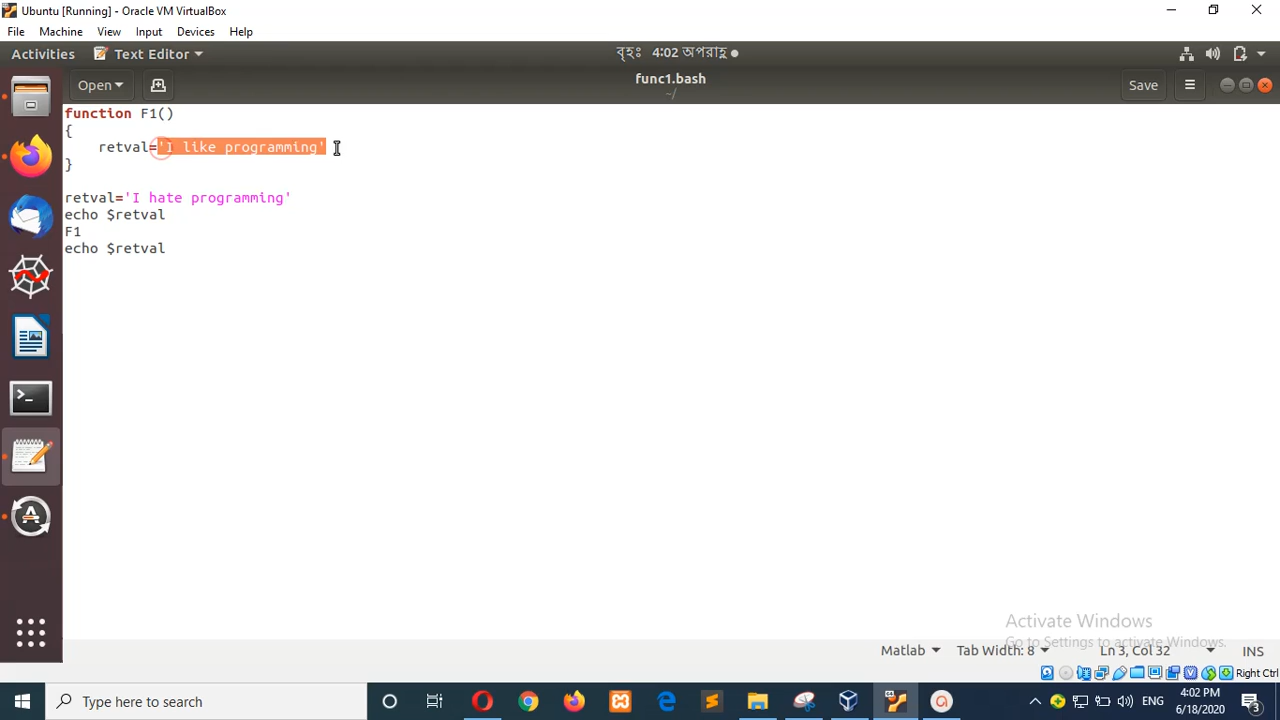 Ubuntu [Running] - Oracle VM VirtualBox
File Machine View Input Devices Help
Activities Text Editor বৃহঃ 4:02 অপরাহ্ণ
Open func1.bash Save
~/
function F1()
{
retval='I like programming'
}
retval='I hate programming'
echo $retval
F1
echo $retval
Activate Windows
Go to Settings to activate Windows.
Matlab Tab Width: 8 Ln 3, Col 32 INS
Right Ctrl
Type here to search
ENG
4:02 PM
6/18/2020
3